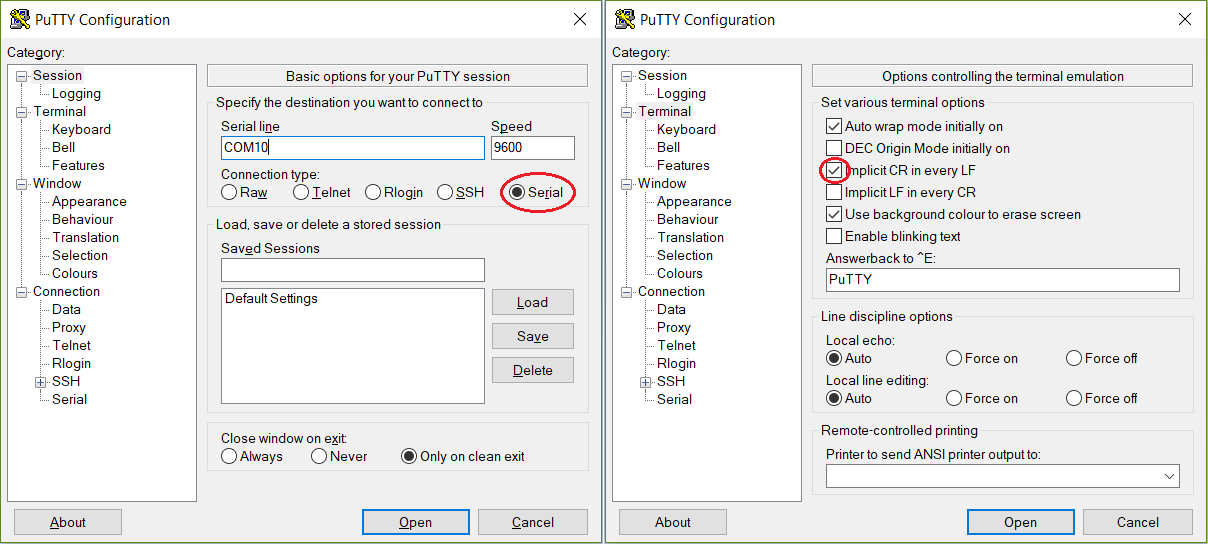 PuTTY Configuration
Category:
Session
Logging
Terminal
Keyboard
Bell
Features
Window
Appearance
Behaviour
Translation
Selection
Colours
Connection
Data
Proxy
Telnet
Rlogin
SSH
Serial
Basic options for your PuTTY session
Specify the destination you want to connect to
Serial line Speed
COM10 9600
Connection type:
Raw Telnet Rlogin SSH Serial
Load, save or delete a stored session
Saved Sessions
Default Settings
Load
Save
Delete
Close window on exit:
Always Never Only on clean exit
About Open Cancel
PuTTY Configuration
Category:
Session
Logging
Terminal
Keyboard
Bell
Features
Window
Appearance
Behaviour
Translation
Selection
Colours
Connection
Data
Proxy
Telnet
Rlogin
SSH
Serial
Options controlling the terminal emulation
Set various terminal options
Auto wrap mode initially on
DEC Origin Mode initially on
Implicit CR in every LF
Implicit LF in every CR
Use background colour to erase screen
Enable blinking text
Answerback to ^E:
PuTTY
Line discipline options
Local echo:
Auto Force on Force off
Local line editing:
Auto Force on Force off
Remote-controlled printing
Printer to send ANSI printer output to:
About Open Cancel